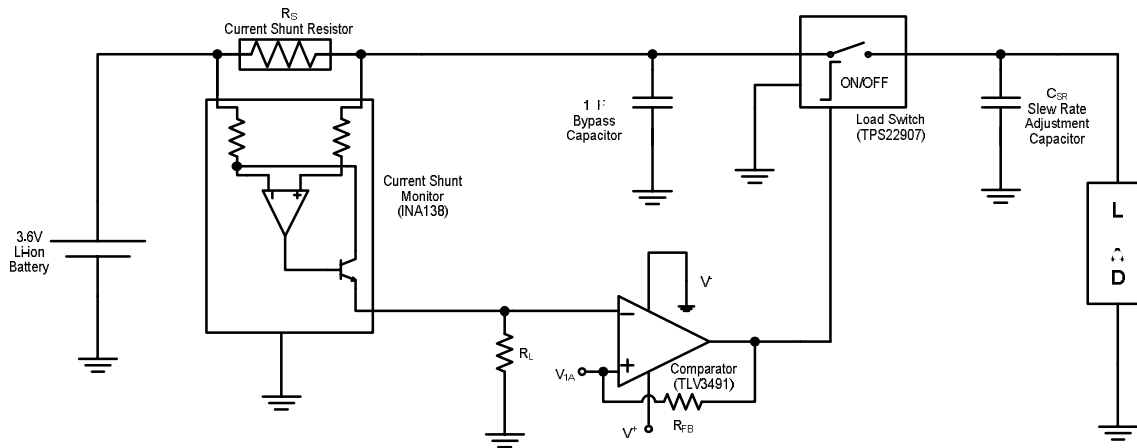 RS
Current Shunt Resistor
ON/OFF
Load Switch
(TPS22907)
1
Bypass
Capacitor
CSR
Slew Rate
Adjustment
Capacitor
Current Shunt
Monitor
(INA138)
- +
3.6V
Li-ion
Battery
L
D
V-
−
+
RL
V1A
Comparator
(TLV3491)
RFB
V+